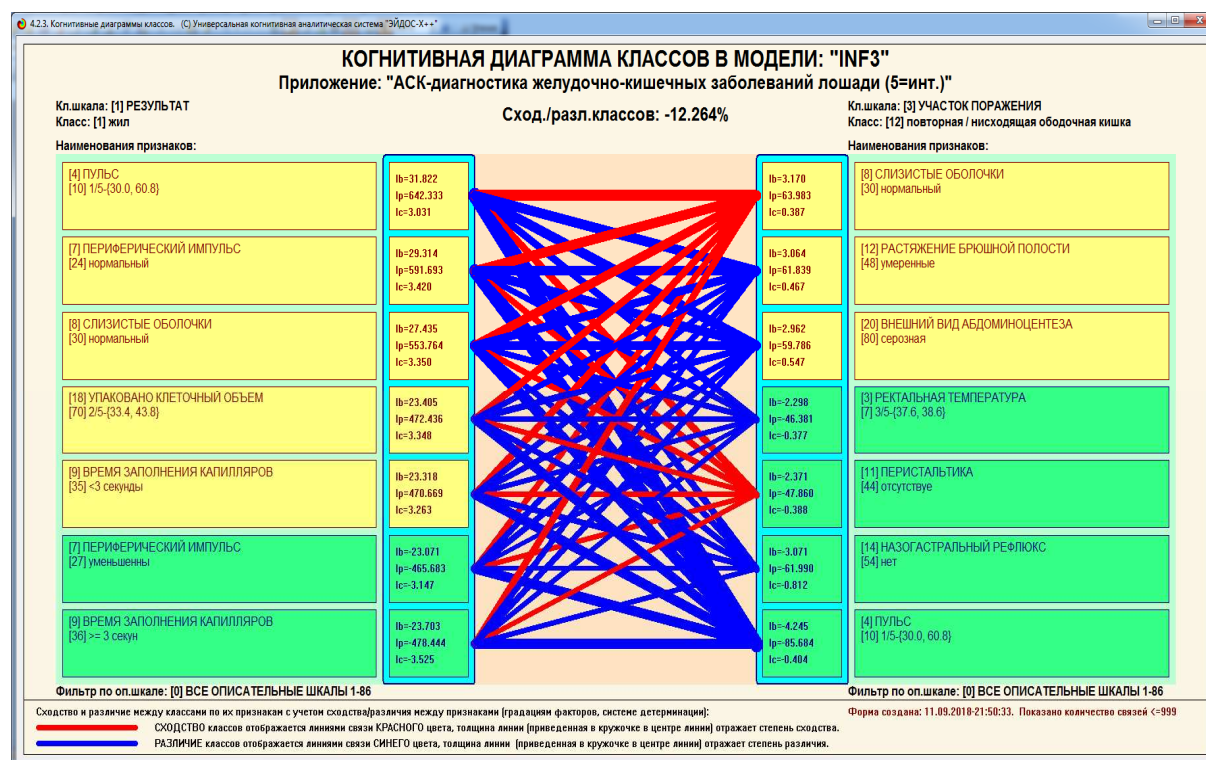 4.2.3. Когнитивные диаграммы классов. (C) Универсальная когнитивная аналитическая система "ЭЙДОС-X++"
КОГНИТИВНАЯ ДИАГРАММА КЛАССОВ В МОДЕЛИ: "INF3"
Приложение: "АСК-диагностика желудочно-кишечных заболеваний лошади (5=инт.)"
Кл.шкала: [1] РЕЗУЛЬТАТ
Класс: [1] жил
Сход./разл.классов: -12.264%
Кл.шкала: [3] УЧАСТОК ПОРАЖЕНИЯ
Класс: [12] повторная / нисходящая ободочная кишка
Наименования признаков:
Наименования признаков:
[4] ПУЛЬС
[10] 1/5-{30.0, 60.8}
Ib=31.822
Ip=642.333
Ic=3.031
Ib=3.170
Ip=63.983
Ic=0.387
[8] СЛИЗИСТЫЕ ОБОЛОЧКИ
[30] нормальный
[7] ПЕРИФЕРИЧЕСКИЙ ИМПУЛЬС
[24] нормальный
Ib=29.314
Ip=591.693
Ic=3.420
Ib=3.064
Ip=61.839
Ic=0.467
[12] РАСТЯЖЕНИЕ БРЮШНОЙ ПОЛОСТИ
[48] умеренные
[8] СЛИЗИСТЫЕ ОБОЛОЧКИ
[30] нормальный
Ib=27.435
Ip=553.764
Ic=3.350
Ib=2.962
Ip=59.786
Ic=0.547
[20] ВНЕШНИЙ ВИД АБДОМИНОЦЕНТЕЗА
[80] серозная
[18] УПАКОВАНО КЛЕТОЧНЫЙ ОБЪЕМ
[70] 2/5-{33.4, 43.8}
Ib=23.405
Ip=472.436
Ic=3.348
Ib=-2.298
Ip=-46.381
Ic=-0.377
[3] РЕКТАЛЬНАЯ ТЕМПЕРАТУРА
[7] 3/5-{37.6, 38.6}
[9] ВРЕМЯ ЗАПОЛНЕНИЯ КАПИЛЛЯРОВ
[35] <3 секунды
Ib=23.318
Ip=470.669
Ic=3.263
Ib=-2.371
Ip=-47.860
Ic=-0.388
[11] ПЕРИСТАЛЬТИКА
[44] отсутствуе
[7] ПЕРИФЕРИЧЕСКИЙ ИМПУЛЬС
[27] уменьшенны
Ib=-23.071
Ip=-465.683
Ic=-3.147
Ib=-3.071
Ip=-61.990
Ic=-0.812
[14] НАЗОГАСТРАЛЬНЫЙ РЕФЛЮКС
[54] нет
[9] ВРЕМЯ ЗАПОЛНЕНИЯ КАПИЛЛЯРОВ
[36] >= 3 секун
Ib=-23.703
Ip=-478.444
Ic=-3.525
Ib=-4.245
Ip=-85.684
Ic=-0.404
[4] ПУЛЬС
[10] 1/5-{30.0, 60.8}
Фильтр по оп.шкале: [0] ВСЕ ОПИСАТЕЛЬНЫЕ ШКАЛЫ 1-86
Фильтр по оп.шкале: [0] ВСЕ ОПИСАТЕЛЬНЫЕ ШКАЛЫ 1-86
Сходство и различие между классами по их признакам с учетом сходства/различия между признаками (градациям факторов, системе детерминации):
Форма создана: 11.09.2018-21:50:33. Показано количество связей <=999
СХОДСТВО классов отображается линиями связи КРАСНОГО цвета, толщина линии (приведенная в кружочке в центре линии) отражает степень сходства.
РАЗЛИЧИЕ классов отображается линиями связи СИНЕГО цвета, толщина линии (приведенная в кружочке в центре линии) отражает степень различия.